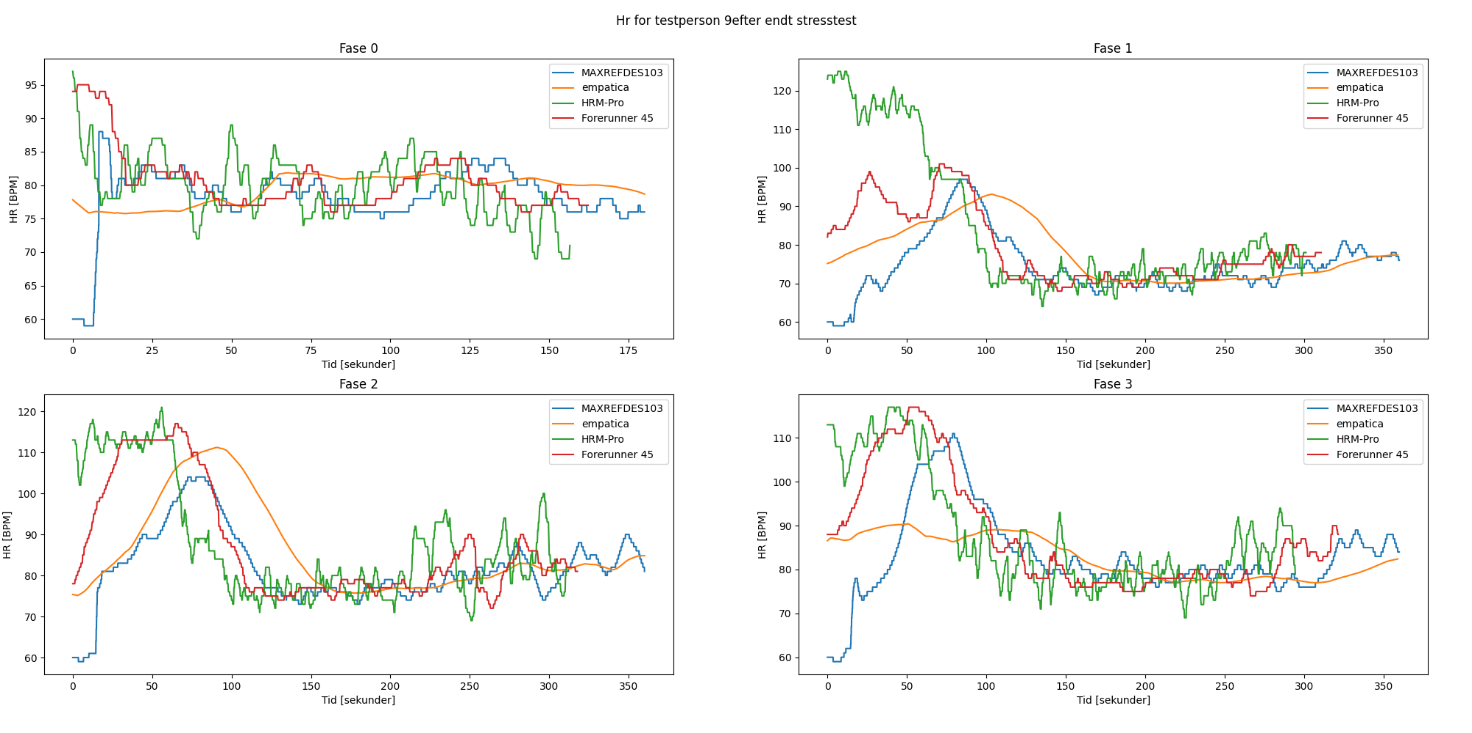 Hr for testperson 9efter endt stresstest
Fase 0
HR [BPM]
95
90
85
80
75
70
65
60
0 25 50 75 100 125 150 175
Tid [sekunder]
MAXREFDES103
empatica
HRM-Pro
Forerunner 45
Fase 1
HR [BPM]
120
110
100
90
80
70
60
0 50 100 150 200 250 300 350
Tid [sekunder]
MAXREFDES103
empatica
HRM-Pro
Forerunner 45
Fase 2
HR [BPM]
120
110
100
90
80
70
60
0 50 100 150 200 250 300 350
Tid [sekunder]
MAXREFDES103
empatica
HRM-Pro
Forerunner 45
Fase 3
HR [BPM]
110
100
90
80
70
60
0 50 100 150 200 250 300 350
Tid [sekunder]
MAXREFDES103
empatica
HRM-Pro
Forerunner 45